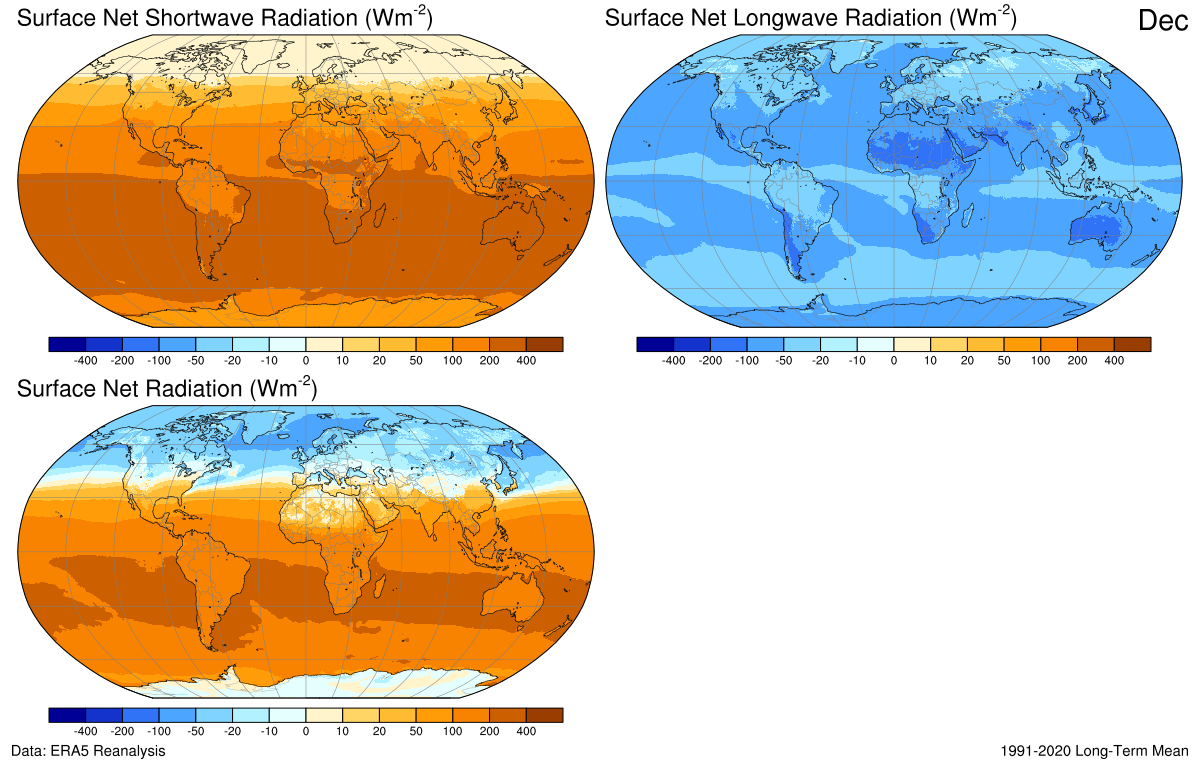 Surface Net Shortwave Radiation (Wm-2)
Surface Net Longwave Radiation (Wm-2)
Dec
-400 -200 -100 -50 -20 -10 0 10 20 50 100 200 400
-400 -200 -100 -50 -20 -10 0 10 20 50 100 200 400
Surface Net Radiation (Wm-2)
-400 -200 -100 -50 -20 -10 0 10 20 50 100 200 400
Data: ERA5 Reanalysis
1991-2020 Long-Term Mean